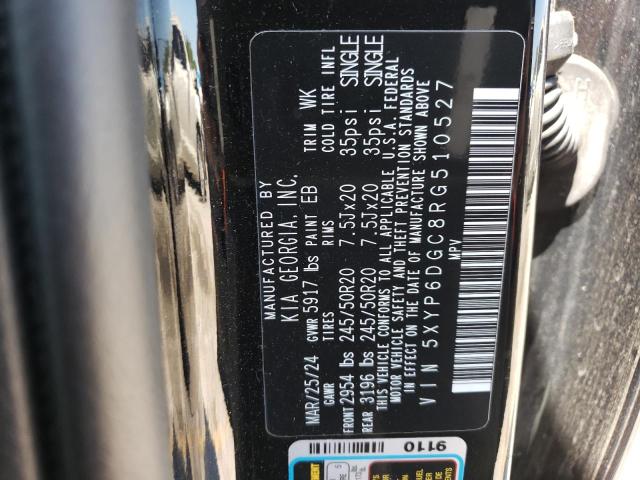 MANUFACTURED BY
KIA GEORGIA, INC.
MAR/25/24 GVWR 5917 lbs PAINT EB TRIM WK
GAWR TIRES RIMS COLD TIRE INFL
FRONT 2954 lbs 245/50R20 7.5Jx20 35psi SINGLE
REAR 3196 lbs 245/50R20 7.5Jx20 35psi SINGLE
THIS VEHICLE CONFORMS TO ALL APPLICABLE U.S.A. FEDERAL
MOTOR VEHICLE SAFETY AND THEFT PREVENTION STANDARDS
IN EFFECT ON THE DATE OF MANUFACTURE SHOWN ABOVE
VIN 5XYP6DGC8RG510527
MPV
9110